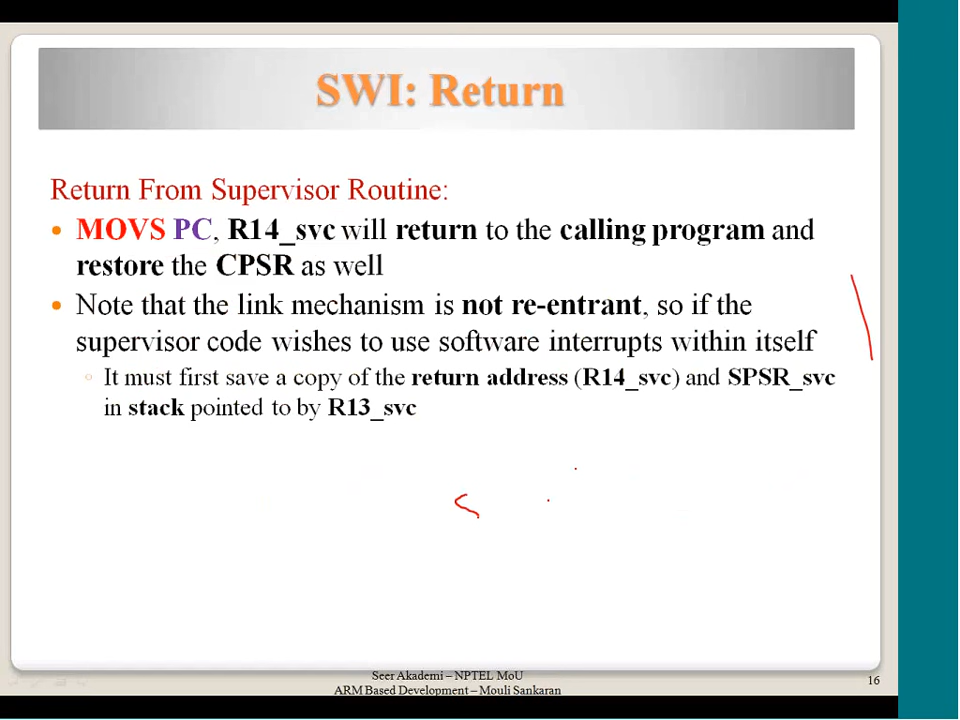 SWI: Return
Return From Supervisor Routine:
• MOVS PC, R14_svc will return to the calling program and
restore the CPSR as well
• Note that the link mechanism is not re-entrant, so if the
supervisor code wishes to use software interrupts within itself
◦ It must first save a copy of the return address (R14_svc) and SPSR_svc
in stack pointed to by R13_svc
Seer Akademi – NPTEL MoU
ARM Based Development – Mouli Sankaran
16